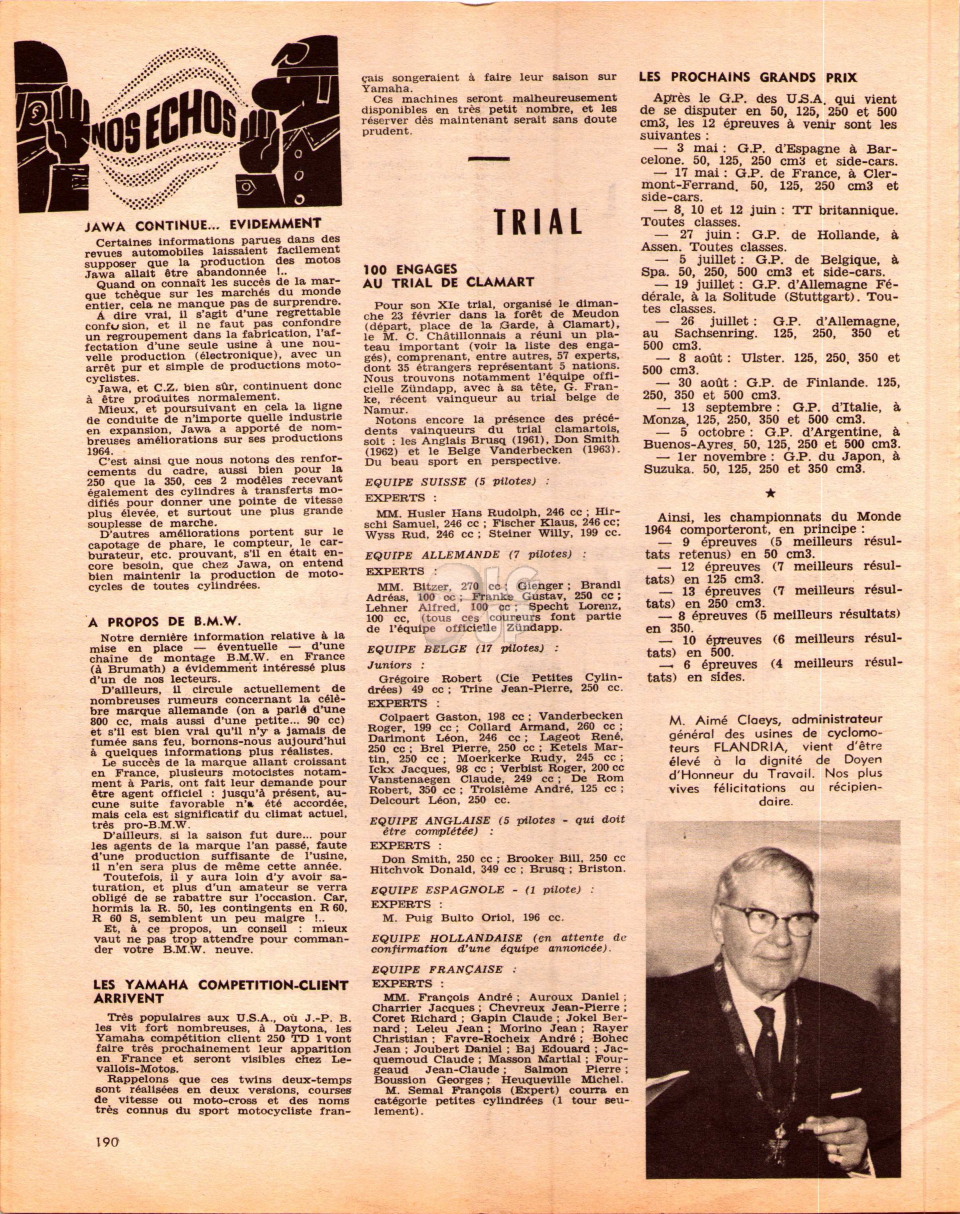 NOS ECHOS
JAWA CONTINUE... EVIDEMMENT
Certaines informations parues dans des
revues automobiles laissaient facilement
supposer que la production des motos
Jawa allait être abandonnée !..
Quand on connaît les succès de la mar-
que tchèque sur les marchés du monde
entier, cela ne manque pas de surprendre.
A dire vrai, il s'agit d'une regrettable
confusion, et il ne faut pas confondre
un regroupement dans la fabrication, l'af-
fectation d'une seule usine à une nou-
velle production (électronique), avec un
arrêt pur et simple de productions moto-
cyclistes.
Jawa, et C.Z. bien sûr, continuent donc
à être produites normalement.
Mieux, et poursuivant en cela la ligne
de conduite de n'importe quelle industrie
en expansion, Jawa a apporté de nom-
breuses améliorations sur ses productions
1964.
C'est ainsi que nous notons des renfor-
cements du cadre, aussi bien pour la
250 que la 350, ces 2 modèles recevant
également des cylindres à transferts mo-
difiés pour donner une pointe de vitesse
plus élevée, et surtout une plus grande
souplesse de marche.
D'autres améliorations portent sur le
capotage de phare, le compteur, le car-
burateur, etc. prouvant, s'il en était en-
core besoin, que chez Jawa, on entend
bien maintenir la production de moto-
cycles de toutes cylindrées.
A PROPOS DE B.M.W.
Notre dernière information relative à la
mise en place — éventuelle — d'une
chaîne de montage B.M.W. en France
(à Brumath) a évidemment intéressé plus
d'un de nos lecteurs.
D'ailleurs, il circule actuellement de
nombreuses rumeurs concernant la célè-
bre marque allemande (on a parlé d'une
800 cc, mais aussi d'une petite... 90 cc)
et s'il est bien vrai qu'il n'y a jamais de
fumée sans feu, bornons-nous aujourd'hui
à quelques informations plus réalistes.
Le succès de la marque allant croissant
en France, plusieurs motocistes notam-
ment à Paris, ont fait leur demande pour
être agent officiel : jusqu'à présent, au-
cune suite favorable n'a été accordée,
mais cela est significatif du climat actuel,
très pro-B.M.W.
D'ailleurs, si la saison fut dure... pour
les agents de la marque l'an passé, faute
d'une production suffisante de l'usine,
il n'en sera plus de même cette année.
Toutefois, il y aura loin d'y avoir sa-
turation, et plus d'un amateur se verra
obligé de se rabattre sur l'occasion. Car,
hormis la R. 50, les contingents en R 60,
R 60 S, semblent un peu maigre !..
Et, à ce propos, un conseil : mieux
vaut ne pas trop attendre pour comman-
der votre B.M.W. neuve.
LES YAMAHA COMPETITION-CLIENT
ARRIVENT
Très populaires aux U.S.A., où J.-P. B.
les vit fort nombreuses, à Daytona, les
Yamaha compétition client 250 TD 1 vont
faire très prochainement leur apparition
en France et seront visibles chez Le-
vallois-Motos.
Rappelons que ces twins deux-temps
sont réalisées en deux versions, courses
de vitesse ou moto-cross et des noms
très connus du sport motocycliste fran-
190
çais songeraient à faire leur saison sur
Yamaha.
Ces machines seront malheureusement
disponibles en très petit nombre, et les
réserver dès maintenant serait sans doute
prudent.
TRIAL
100 ENGAGES
AU TRIAL DE CLAMART
Pour son XIe trial, organisé le diman-
che 23 février dans la forêt de Meudon
(départ, place de la Garde, à Clamart),
le M. C. Châtillonnais a réuni un pla-
teau important (voir la liste des enga-
gés), comprenant, entre autres, 57 experts,
dont 35 étrangers représentant 5 nations.
Nous trouvons notamment l'équipe offi-
cielle Zündapp, avec à sa tête, G. Fran-
ke, récent vainqueur au trial belge de
Namur.
Notons encore la présence des précé-
dents vainqueurs du trial clamartois,
soit : les Anglais Brusq (1961), Don Smith
(1962) et le Belge Vanderbecken (1963).
Du beau sport en perspective.
EQUIPE SUISSE (5 pilotes) :
EXPERTS :
MM. Husler Hans Rudolph, 246 cc ; Hir-
schi Samuel, 246 cc ; Fischer Klaus, 246 cc;
Wyss Rud, 246 cc ; Steiner Willy, 199 cc.
EQUIPE ALLEMANDE (7 pilotes) :
EXPERTS :
MM. Bitzer, 270 cc ; Gienger ; Brandl
Adréas, 100 cc ; Franke Gustav, 250 cc ;
Lehner Alfred, 100 cc ; Specht Lorenz,
100 cc, (tous ces coureurs font partie
de l'équipe officielle Zündapp.
EQUIPE BELGE (17 pilotes) :
Juniors :
Grégoire Robert (Cie Petites Cylin-
drées) 49 cc ; Trine Jean-Pierre, 250 cc.
EXPERTS :
Colpaert Gaston, 198 cc ; Vanderbecken
Roger, 199 cc ; Collard Armand, 260 cc ;
Darimont Léon, 246 cc ; Lageot René,
250 cc ; Brel Pierre, 250 cc ; Ketels Mar-
tin, 250 cc ; Moerkerke Rudy, 245 cc ;
Ickx Jacques, 98 cc ; Verbist Roger, 200 cc
Vanstenaegen Claude, 249 cc ; De Rom
Robert, 350 cc ; Troisième André, 125 cc ;
Delcourt Léon, 250 cc.
EQUIPE ANGLAISE (5 pilotes - qui doit
être complétée) :
EXPERTS :
Don Smith, 250 cc ; Brooker Bill, 250 cc
Hitchvok Donald, 349 cc ; Brusq ; Briston.
EQUIPE ESPAGNOLE - (1 pilote) :
EXPERTS :
M. Puig Bulto Oriol, 196 cc.
EQUIPE HOLLANDAISE (en attente de
confirmation d'une équipe annoncée).
EQUIPE FRANÇAISE :
EXPERTS :
MM. François André ; Auroux Daniel ;
Charrier Jacques ; Chevreux Jean-Pierre ;
Coret Richard ; Gapin Claude ; Jokel Ber-
nard ; Leleu Jean ; Morino Jean ; Rayer
Christian ; Favre-Rocheix André ; Bohec
Jean ; Joubert Daniel ; Baj Edouard ; Jac-
quemoud Claude ; Masson Martial ; Four-
geaud Jean-Claude ; Salmon Pierre ;
Boussion Georges ; Heuqueville Michel.
M. Semal François (Expert) courra en
catégorie petites cylindrées (1 tour seu-
lement).
LES PROCHAINS GRANDS PRIX
Après le G.P. des U.S.A. qui vient
de se disputer en 50, 125, 250 et 500
cm3, les 12 épreuves à venir sont les
suivantes :
— 3 mai : G.P. d'Espagne à Bar-
celone. 50, 125, 250 cm3 et side-cars.
— 17 mai : G.P. de France, à Cler-
mont-Ferrand. 50, 125, 250 cm3 et
side-cars.
— 8, 10 et 12 juin : TT britannique.
Toutes classes.
— 27 juin : G.P. de Hollande, à
Assen. Toutes classes.
— 5 juillet : G.P. de Belgique, à
Spa. 50, 250, 500 cm3 et side-cars.
— 19 juillet : G.P. d'Allemagne Fé-
dérale, à la Solitude (Stuttgart). Tou-
tes classes.
— 26 juillet : G.P. d'Allemagne,
au Sachsenring. 125, 250, 350 et
500 cm3.
— 8 août : Ulster. 125, 250, 350 et
500 cm3.
— 30 août : G.P. de Finlande. 125,
250, 350 et 500 cm3.
— 13 septembre : G.P. d'Italie, à
Monza, 125, 250, 350 et 500 cm3.
— 5 octobre : G.P. d'Argentine, à
Buenos-Ayres, 50, 125, 250 et 500 cm3.
— 1er novembre : G.P. du Japon, à
Suzuka. 50, 125, 250 et 350 cm3.
Ainsi, les championnats du Monde
1964 comporteront, en principe :
— 9 épreuves (5 meilleurs résul-
tats retenus) en 50 cm3.
— 12 épreuves (7 meilleurs résul-
tats) en 125 cm3.
— 13 épreuves (7 meilleurs résul-
tats) en 250 cm3.
— 8 épreuves (5 meilleurs résultats)
en 350.
— 10 épreuves (6 meilleurs résul-
tats) en 500.
— 6 épreuves (4 meilleurs résul-
tats) en sides.
M. Aimé Claeys, administrateur
général des usines de cyclomo-
teurs FLANDRIA, vient d'être
élevé à la dignité de Doyen
d'Honneur du Travail. Nos plus
vives félicitations au récipien-
daire.